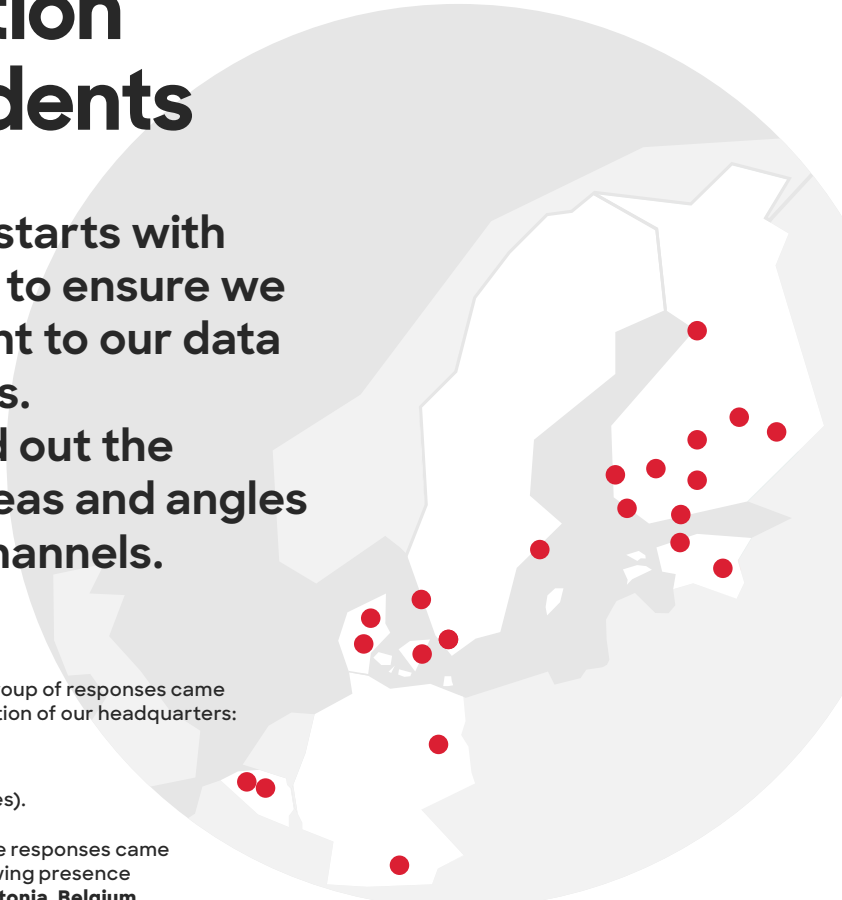 tion
dents
starts with
to ensure we
nt to our data
s.
d out the
eas and angles
hannels.
roup of responses came
tion of our headquarters:
es).
e responses came
ving presence
tonia, Belgium